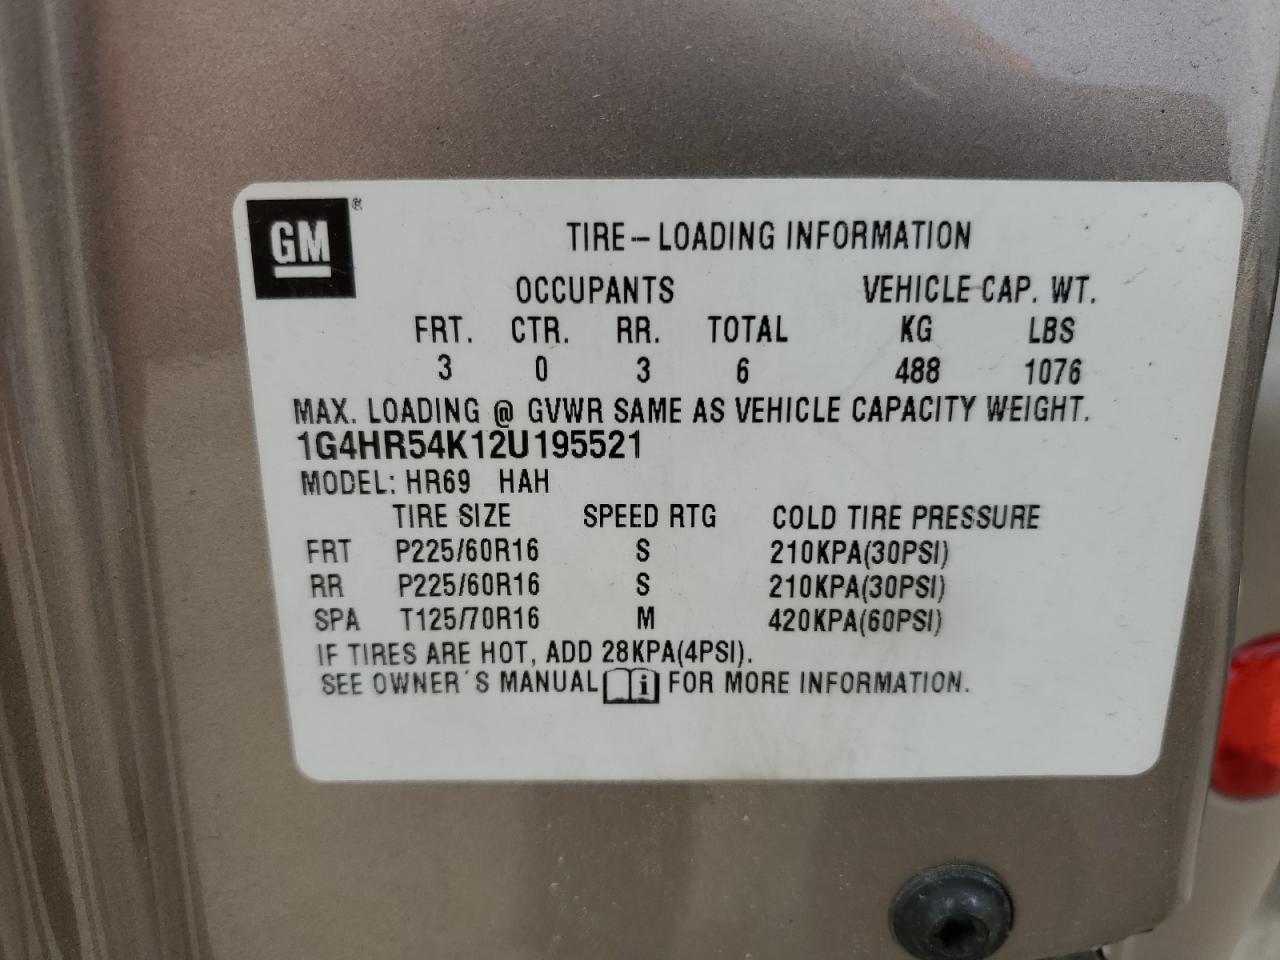 GM®
TIRE–LOADING INFORMATION
OCCUPANTS VEHICLE CAP. WT.
FRT. CTR. RR. TOTAL KG LBS
3 0 3 6 488 1076
MAX. LOADING @ GVWR SAME AS VEHICLE CAPACITY WEIGHT.
1G4HR54K12U195521
MODEL: HR69 HAH
TIRE SIZE SPEED RTG COLD TIRE PRESSURE
FRT P225/60R16 S 210KPA(30PSI)
RR P225/60R16 S 210KPA(30PSI)
SPA T125/70R16 M 420KPA(60PSI)
IF TIRES ARE HOT, ADD 28KPA(4PSI).
SEE OWNER´S MANUAL i FOR MORE INFORMATION.